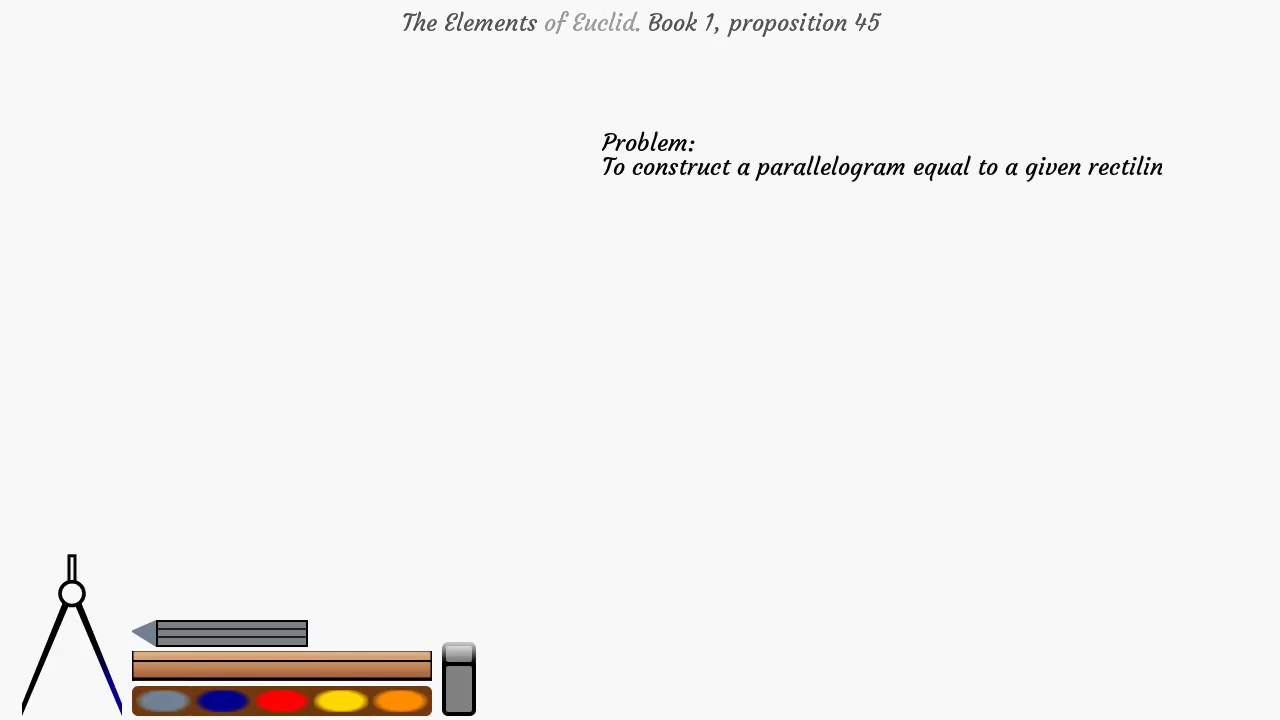 The Elements of Euclid. Book 1, proposition 45
Problem:
To construct a parallelogram equal to a given rectilin